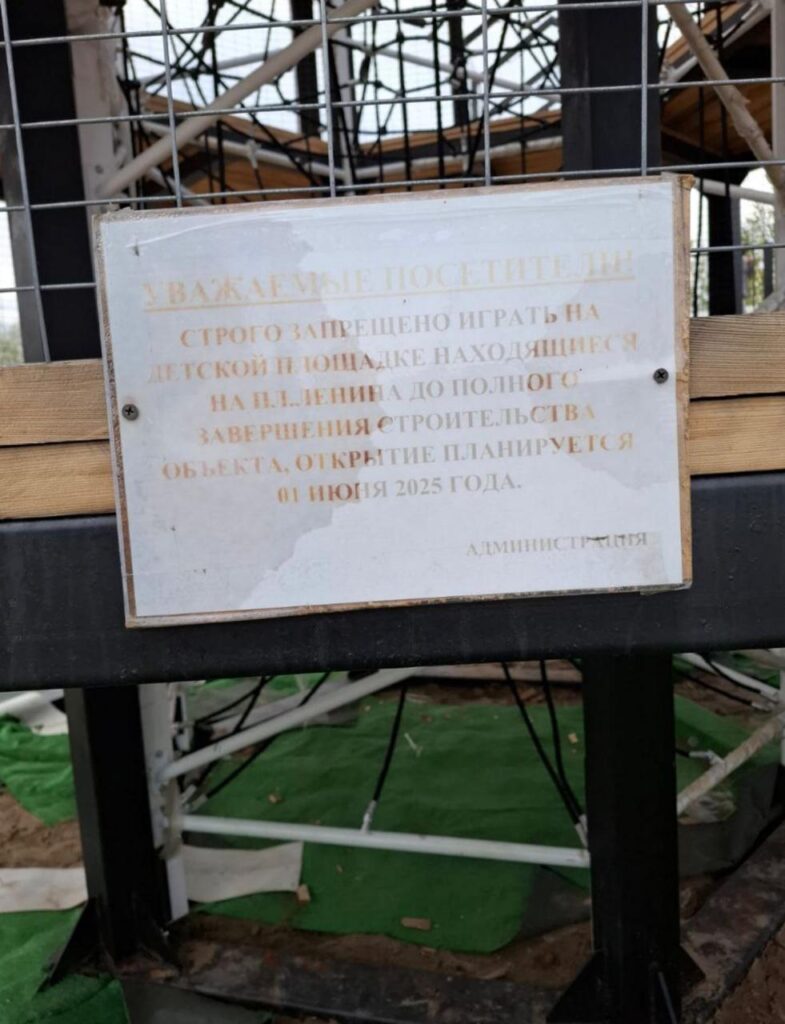 УВАЖАЕМЫЕ ПОСЕТИТЕЛИ!
СТРОГО ЗАПРЕЩЕНО ИГРАТЬ НА
ДЕТСКОЙ ПЛОЩАДКЕ НАХОДЯЩИЕСЯ
НА ПЛ.ЛЕНИНА ДО ПОЛНОГО
ЗАВЕРШЕНИЯ СТРОИТЕЛЬСТВА
ОБЪЕКТА, ОТКРЫТИЕ ПЛАНИРУЕТСЯ
01 ИЮНЯ 2025 ГОДА.
АДМИНИСТРАЦИЯ